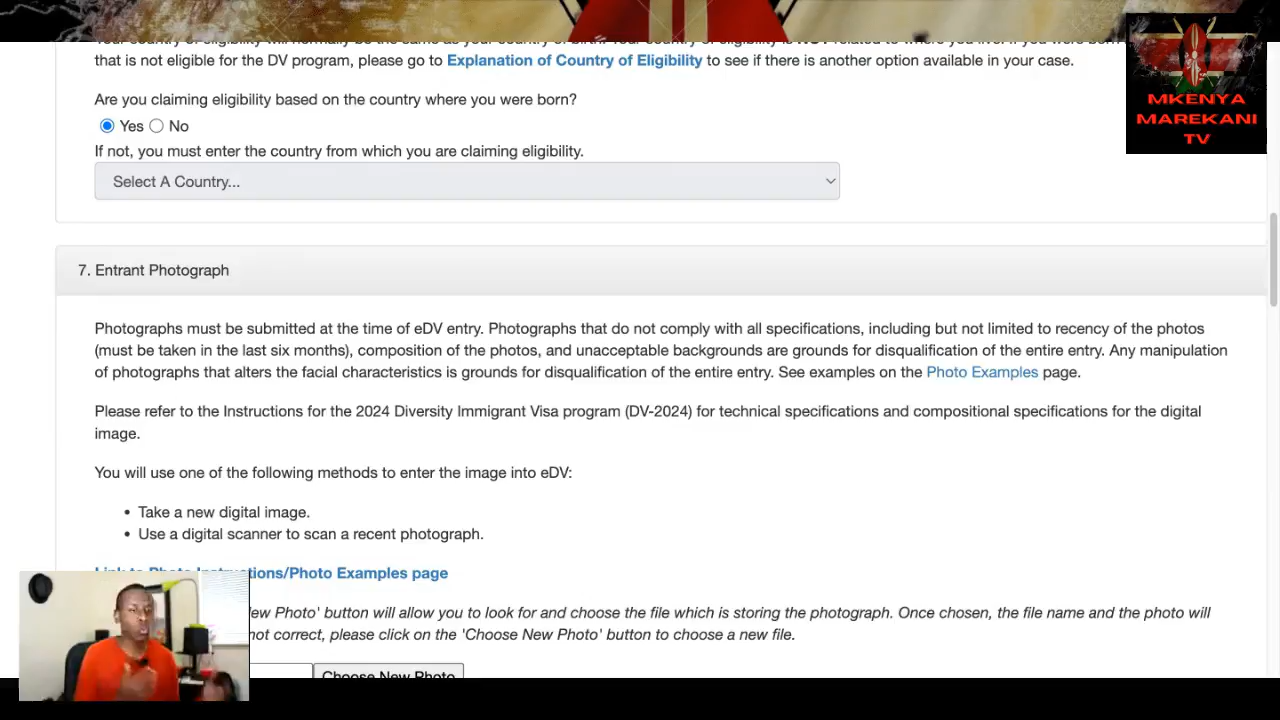 that is not eligible for the DV program, please go to Explanation of Country of Eligibility to see if there is another option available in your case.
MKENYA
MAREKANI
TV
Are you claiming eligibility based on the country where you were born?
Yes No
If not, you must enter the country from which you are claiming eligibility.
Select A Country...
7. Entrant Photograph
Photographs must be submitted at the time of eDV entry. Photographs that do not comply with all specifications, including but not limited to recency of the photos
(must be taken in the last six months), composition of the photos, and unacceptable backgrounds are grounds for disqualification of the entire entry. Any manipulation
of photographs that alters the facial characteristics is grounds for disqualification of the entire entry. See examples on the Photo Examples page.
Please refer to the Instructions for the 2024 Diversity Immigrant Visa program (DV-2024) for technical specifications and compositional specifications for the digital
image.
You will use one of the following methods to enter the image into eDV:
• Take a new digital image.
• Use a digital scanner to scan a recent photograph.
Link to Photo Instructions/Photo Examples page
New Photo' button will allow you to look for and choose the file which is storing the photograph. Once chosen, the file name and the photo will
not correct, please click on the 'Choose New Photo' button to choose a new file.
Choose New Photo